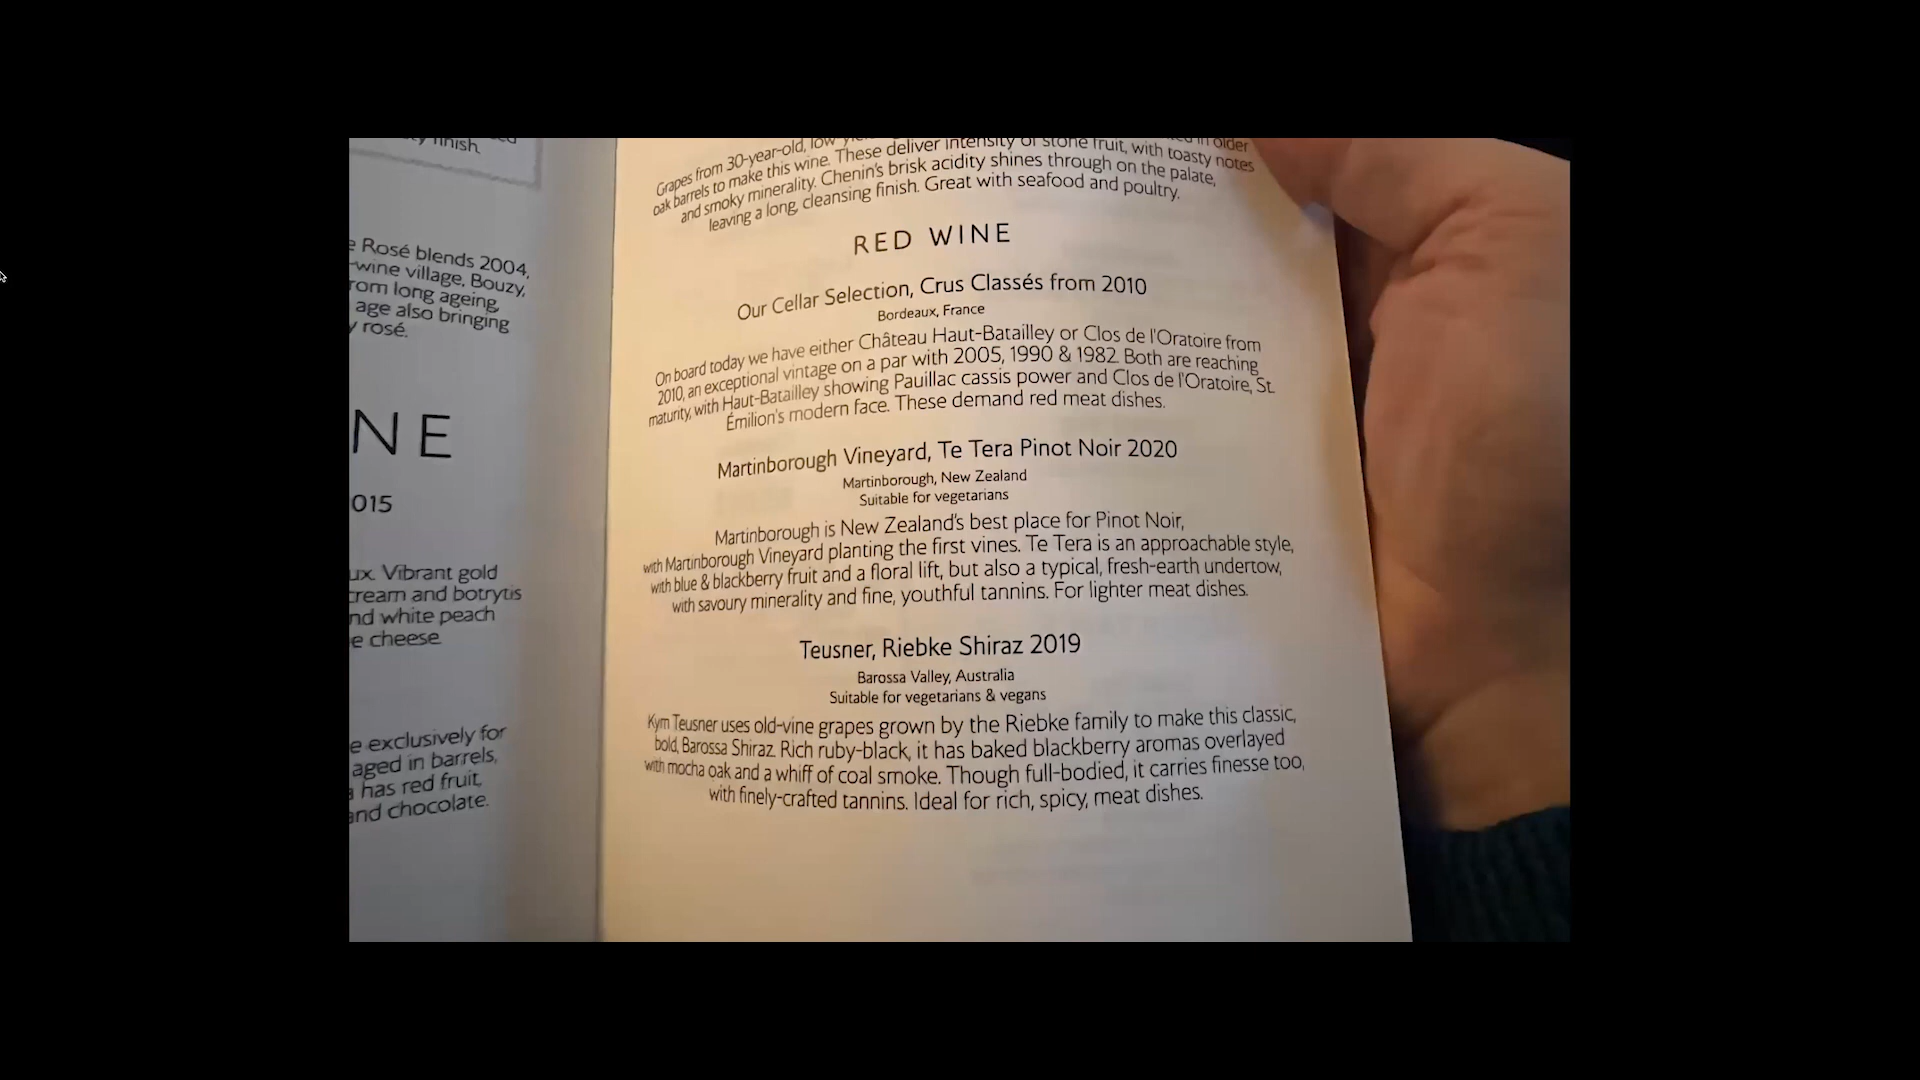 finish.
e Rosé blends 2004,
-wine village, Bouzy,
rom long ageing,
age also bringing
y rosé.
NE
015
ux. Vibrant gold
cream and botrytis
nd white peach
e cheese
e exclusively for
aged in barrels,
a has red fruit,
and chocolate.
in older
Grapes from 30-year-old, low
oak barrels to make this wine. These deliver intensity of stone fruit, with toasty notes
and smoky minerality. Chenin's brisk acidity shines through on the palate,
leaving a long, cleansing finish. Great with seafood and poultry.
RED WINE
Our Cellar Selection, Crus Classés from 2010
Bordeaux, France
On board today we have either Château Haut-Batailley or Clos de l'Oratoire from
2010, an exceptional vintage on a par with 2005, 1990 & 1982. Both are reaching
maturity, with Haut-Batailley showing Pauillac cassis power and Clos de l'Oratoire, St.
Émilion's modern face. These demand red meat dishes.
Martinborough Vineyard, Te Tera Pinot Noir 2020
Martinborough, New Zealand
Suitable for vegetarians
Martinborough is New Zealand's best place for Pinot Noir,
with Martinborough Vineyard planting the first vines. Te Tera is an approachable style,
with blue & blackberry fruit and a floral lift, but also a typical, fresh-earth undertow,
with savoury minerality and fine, youthful tannins. For lighter meat dishes.
Teusner, Riebke Shiraz 2019
Barossa Valley, Australia
Suitable for vegetarians & vegans
Kym Teusner uses old-vine grapes grown by the Riebke family to make this classic,
bold, Barossa Shiraz. Rich ruby-black, it has baked blackberry aromas overlayed
with mocha oak and a whiff of coal smoke. Though full-bodied, it carries finesse too,
with finely-crafted tannins. Ideal for rich, spicy, meat dishes.